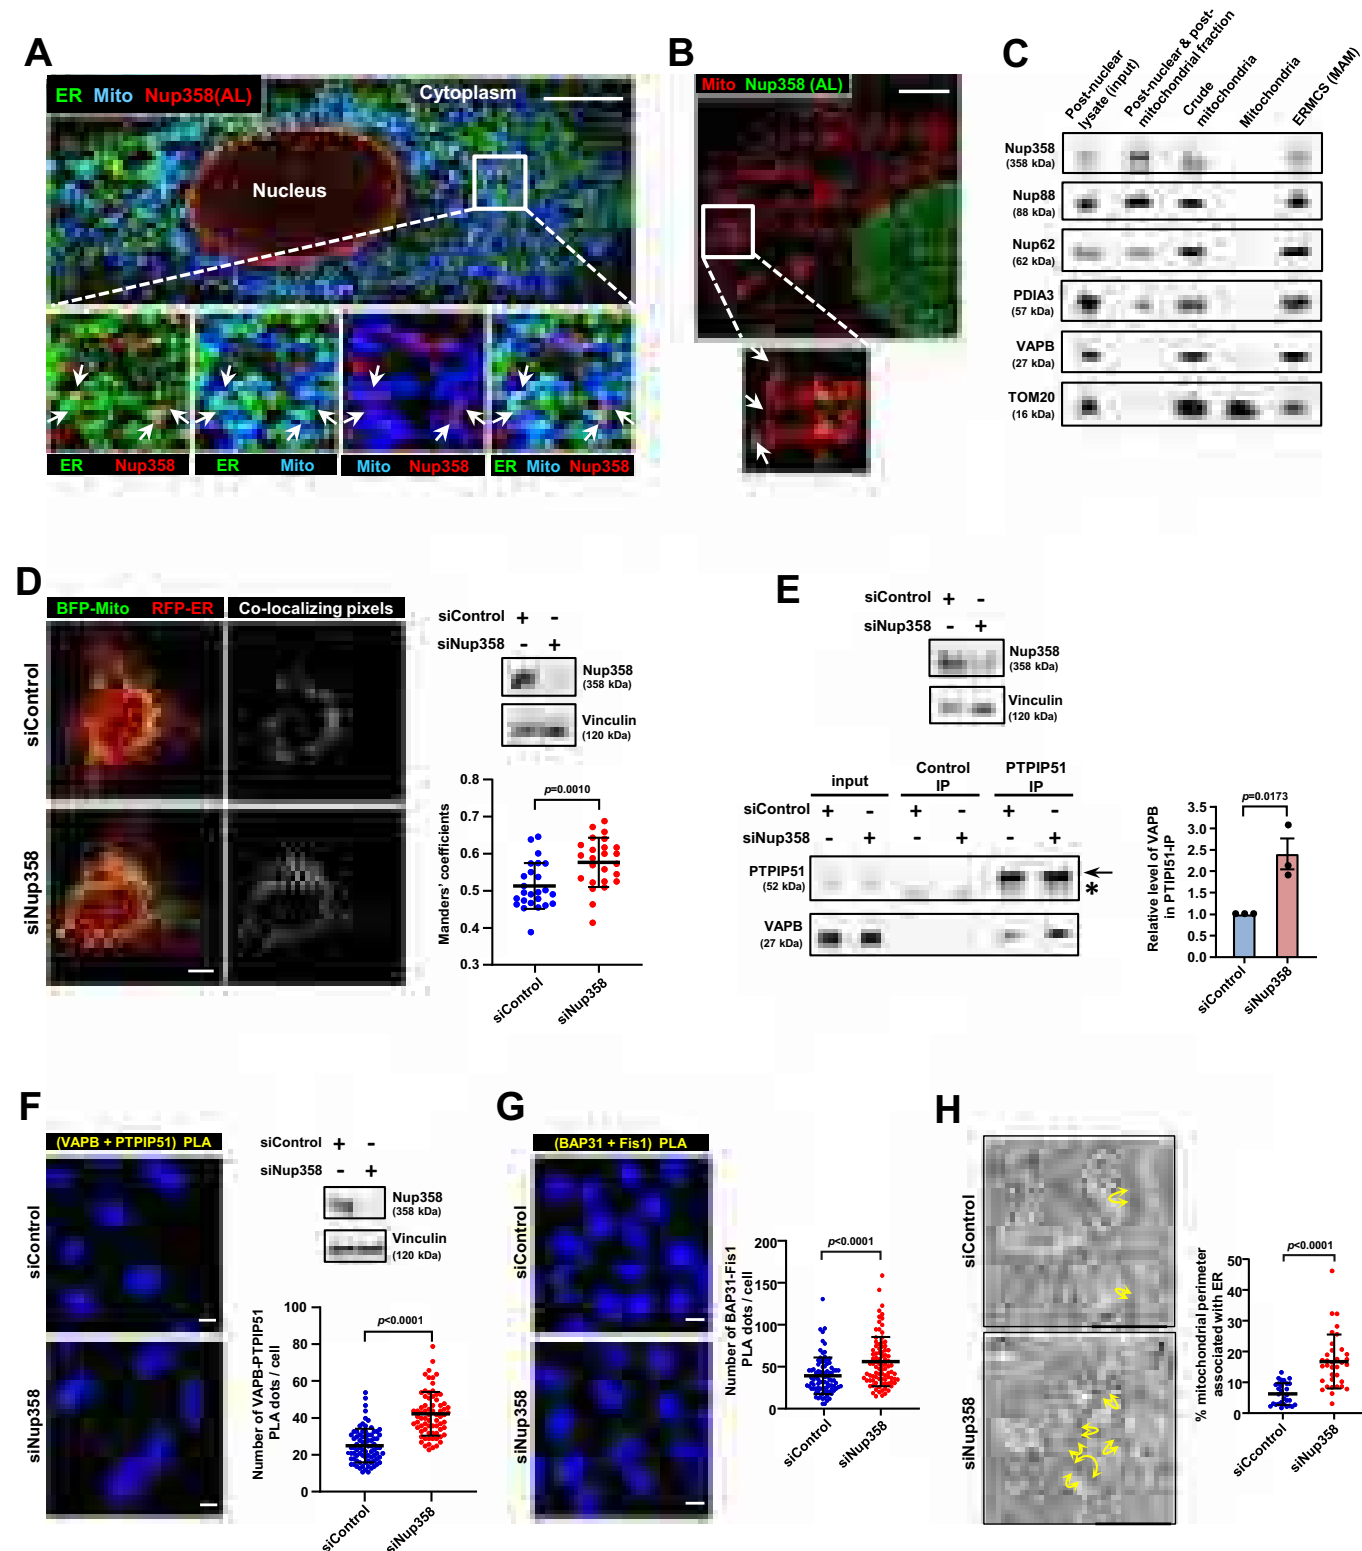 A
ER Mito Nup358(AL)
Cytoplasm
Nucleus
ER Nup358
ER Mito
Mito Nup358
ER Mito Nup358
B
Mito Nup358 (AL)
C
Post-nuclear
lysate (input)
Post-nuclear & post-
mitochondrial fraction
Crude
mitochondria
Mitochondria
ERMCS (MAM)
Nup358
(358 kDa)
Nup88
(88 kDa)
Nup62
(62 kDa)
PDIA3
(57 kDa)
VAPB
(27 kDa)
TOM20
(16 kDa)
D
BFP-Mito RFP-ER
Co-localizing pixels
siControl
siNup358
siControl + -
siNup358 - +
Nup358
(358 kDa)
Vinculin
(120 kDa)
Manders' coefficients
0.8
0.7
0.6
0.5
0.4
0.3
p=0.0010
siControl
siNup358
E
siControl + -
siNup358 - +
Nup358
(358 kDa)
Vinculin
(120 kDa)
input
Control
IP
PTPIP51
IP
siControl + - + - + -
siNup358 - + - + - +
PTPIP51
(52 kDa)
*
VAPB
(27 kDa)
Relative level of VAPB
in PTIPI51-IP
3.5
3.0
2.5
2.0
1.5
1.0
0.5
0.0
p=0.0173
siControl
siNup358
F
(VAPB + PTPIP51) PLA
siControl
siNup358
siControl + -
siNup358 - +
Nup358
(358 kDa)
Vinculin
(120 kDa)
Number of VAPB-PTPIP51
PLA dots / cell
100
80
60
40
20
0
p<0.0001
siControl
siNup358
G
(BAP31 + Fis1) PLA
siControl
siNup358
Number of BAP31-Fis1
PLA dots / cell
200
150
100
50
0
p<0.0001
siControl
siNup358
H
siControl
siNup358
% mitochondrial perimeter
associated with ER
50
40
30
20
10
0
p<0.0001
siCcontrol
siNup358